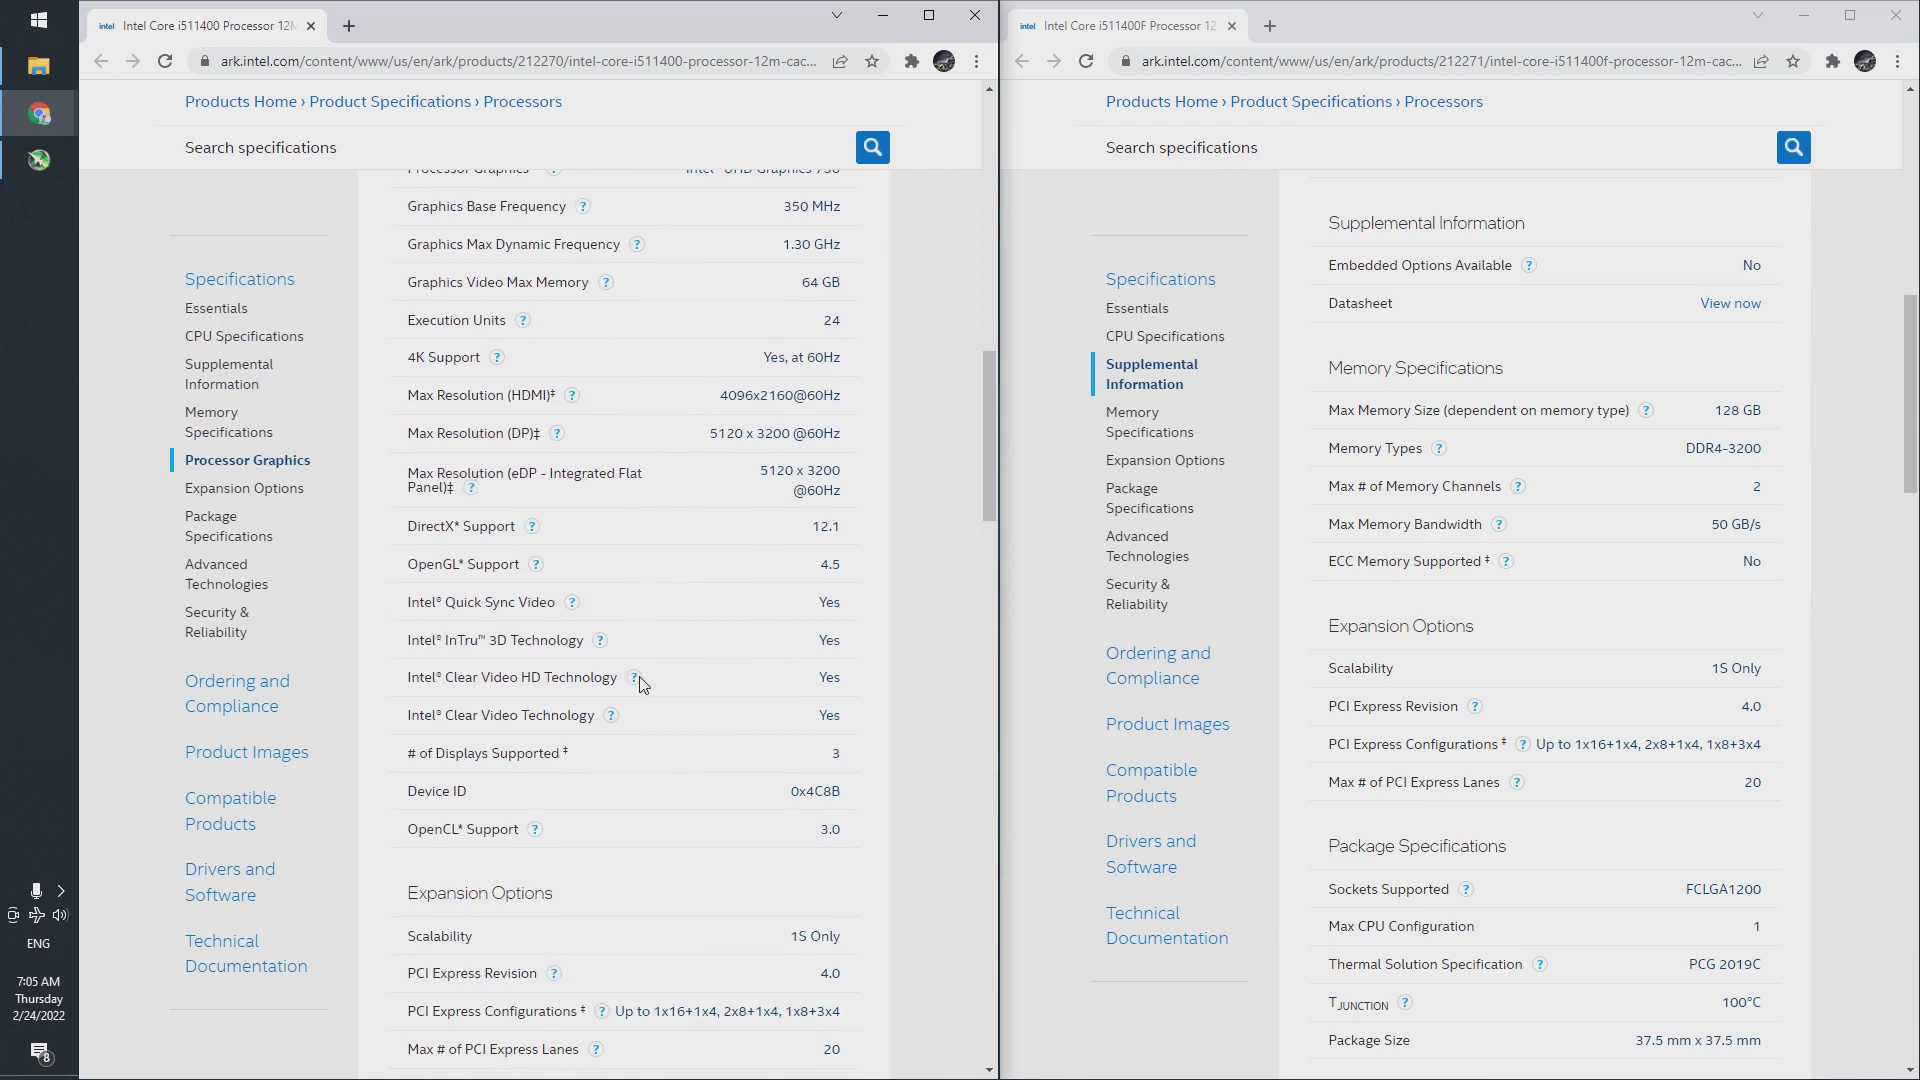 intel Intel Core i511400 Processor 12M
ark.intel.com/content/www/us/en/ark/products/212270/intel-core-i511400-processor-12m-cac...
Products Home › Product Specifications › Processors
Search specifications
Specifications
Essentials
CPU Specifications
Supplemental
Information
Memory
Specifications
Processor Graphics
Expansion Options
Package
Specifications
Advanced
Technologies
Security &
Reliability
Ordering and
Compliance
Product Images
Compatible
Products
Drivers and
Software
Technical
Documentation
Processor Graphics ? Intel® UHD Graphics 730
Graphics Base Frequency ? 350 MHz
Graphics Max Dynamic Frequency ? 1.30 GHz
Graphics Video Max Memory ? 64 GB
Execution Units ? 24
4K Support ? Yes, at 60Hz
Max Resolution (HDMI)‡ ? 4096x2160@60Hz
Max Resolution (DP)‡ ? 5120 x 3200 @60Hz
Max Resolution (eDP - Integrated Flat
Panel)‡ ? 5120 x 3200
@60Hz
DirectX* Support ? 12.1
OpenGL* Support ? 4.5
Intel® Quick Sync Video ? Yes
Intel® InTru™ 3D Technology ? Yes
Intel® Clear Video HD Technology ? Yes
Intel® Clear Video Technology ? Yes
# of Displays Supported ‡ 3
Device ID 0x4C8B
OpenCL* Support ? 3.0
Expansion Options
Scalability 1S Only
PCI Express Revision ? 4.0
PCI Express Configurations ‡ ? Up to 1x16+1x4, 2x8+1x4, 1x8+3x4
Max # of PCI Express Lanes ? 20
intel Intel Core i511400F Processor 12
ark.intel.com/content/www/us/en/ark/products/212271/intel-core-i511400f-processor-12m-cac...
Products Home › Product Specifications › Processors
Search specifications
Specifications
Essentials
CPU Specifications
Supplemental
Information
Memory
Specifications
Expansion Options
Package
Specifications
Advanced
Technologies
Security &
Reliability
Ordering and
Compliance
Product Images
Compatible
Products
Drivers and
Software
Technical
Documentation
Supplemental Information
Embedded Options Available ? No
Datasheet View now
Memory Specifications
Max Memory Size (dependent on memory type) ? 128 GB
Memory Types ? DDR4-3200
Max # of Memory Channels ? 2
Max Memory Bandwidth ? 50 GB/s
ECC Memory Supported ‡ ? No
Expansion Options
Scalability 1S Only
PCI Express Revision ? 4.0
PCI Express Configurations ‡ ? Up to 1x16+1x4, 2x8+1x4, 1x8+3x4
Max # of PCI Express Lanes ? 20
Package Specifications
Sockets Supported ? FCLGA1200
Max CPU Configuration 1
Thermal Solution Specification ? PCG 2019C
TJUNCTION ? 100°C
Package Size 37.5 mm x 37.5 mm
ENG
7:05 AM
Thursday
2/24/2022
8